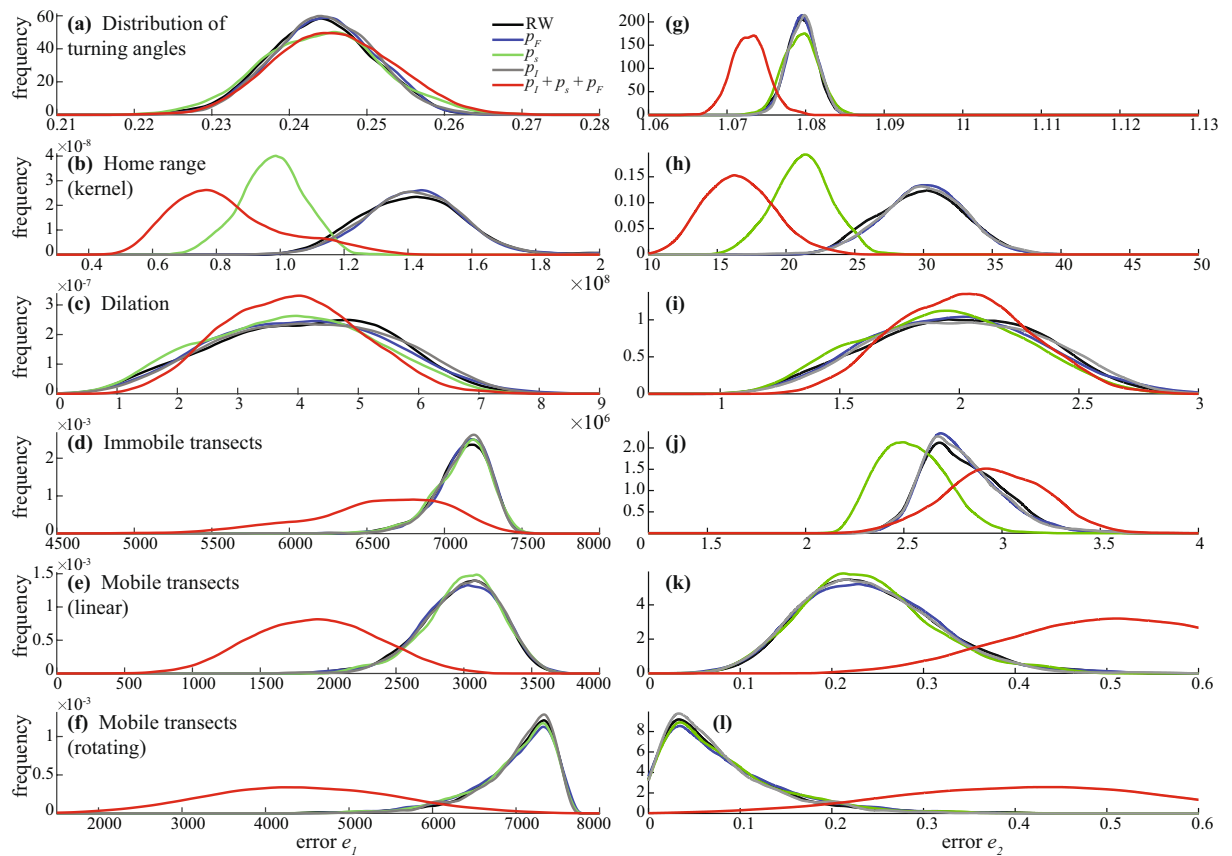 (a) Distribution of
turning angles
RW
p_F
p_s
p_I
p_I + p_s + p_F
frequency
60
40
20
0
0.21 0.22 0.23 0.24 0.25 0.26 0.27 0.28
(g)
200
150
100
50
0
1.06 1.07 1.08 1.09 11 1.11 1.12 1.13
×10⁻⁸
(b) Home range
(kernel)
frequency
4
3
2
1
0
0.4 0.6 0.8 1.0 1.2 1.4 1.6 1.8 2
×10⁸
(h)
0.15
0.10
0.05
0
10 15 20 25 30 35 40 45 50
×10⁻⁷
(c) Dilation
frequency
3
2
1
0
0 1 2 3 4 5 6 7 8 9
×10⁶
(i)
1
0.5
0
1 1.5 2 2.5 3
×10⁻³
(d) Immobile transects
frequency
2
1
0
4500 5000 5500 6000 6500 7000 7500 8000
(j)
2.0
1.5
1.0
0.5
0
1.5 2 2.5 3 3.5 4
×10⁻³
(e) Mobile transects
(linear)
frequency
1.5
1
0.5
0
0 500 1000 1500 2000 2500 3000 3500 4000
(k)
4
2
0
0 0.1 0.2 0.3 0.4 0.5 0.6
×10⁻³
(f) Mobile transects
(rotating)
frequency
1
0.5
0
2000 3000 4000 5000 6000 7000 8000
error e₁
(l)
8
6
4
2
0
0 0.1 0.2 0.3 0.4 0.5 0.6
error e₂